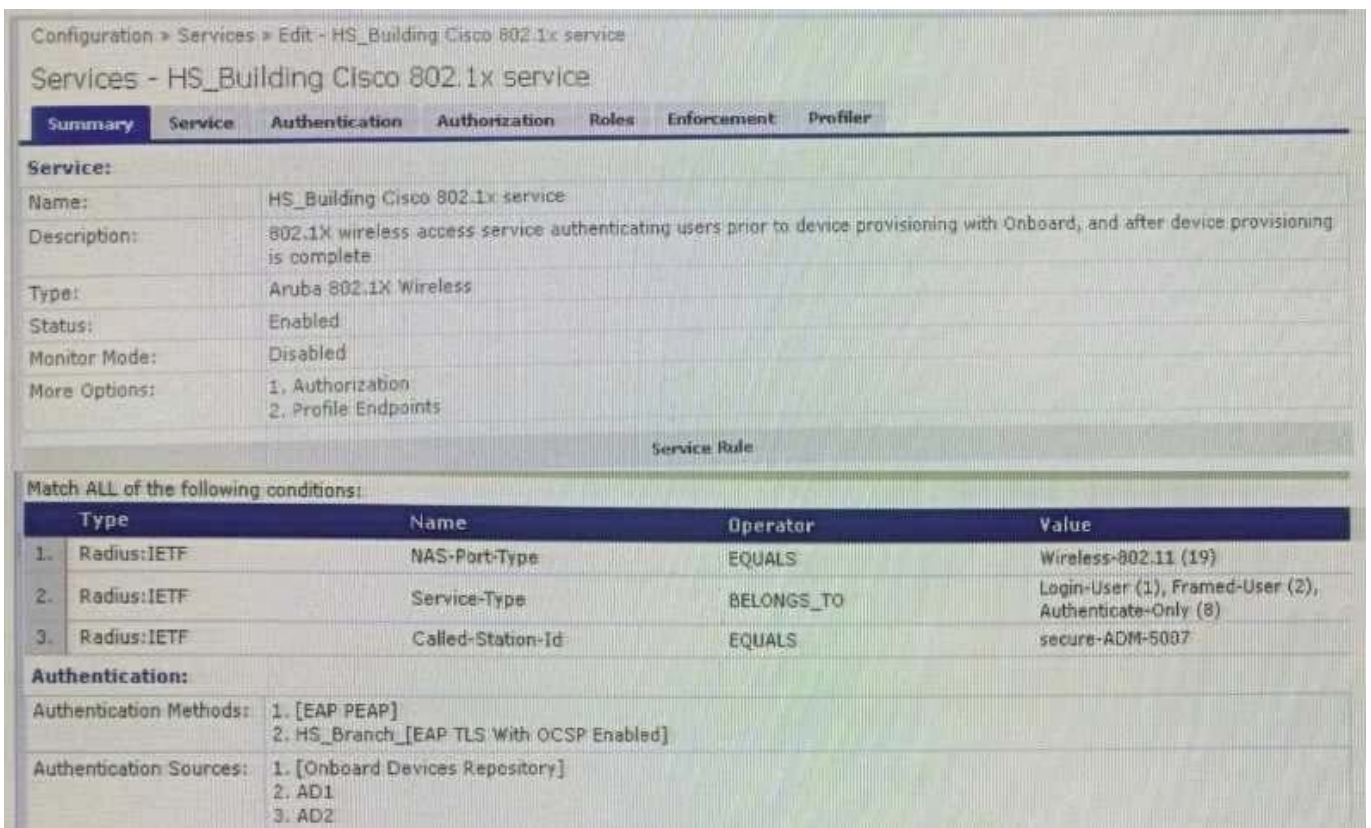 Configuration » Services » Edit - HS_Building Cisco 802.1x service
Services - HS_Building Cisco 802.1x service
Summary Service Authentication Authorization Roles Enforcement Profiler
Service:
Name: HS_Building Cisco 802.1x service
Description: 802.1X wireless access service authenticating users prior to device provisioning with Onboard, and after device provisioning
is complete
Type: Aruba 802.1X Wireless
Status: Enabled
Monitor Mode: Disabled
More Options: 1. Authorization
2. Profile Endpoints
Service Rule
Match ALL of the following conditions:
Type Name Operator Value
1. Radius:IETF NAS-Port-Type EQUALS Wireless-802.11 (19)
2. Radius:IETF Service-Type BELONGS_TO Login-User (1), Framed-User (2),
Authenticate-Only (8)
3. Radius:IETF Called-Station-Id EQUALS secure-ADM-5007
Authentication:
Authentication Methods: 1. [EAP PEAP]
2. HS_Branch_[EAP TLS With OCSP Enabled]
Authentication Sources: 1. [Onboard Devices Repository]
2. AD1
3. AD2